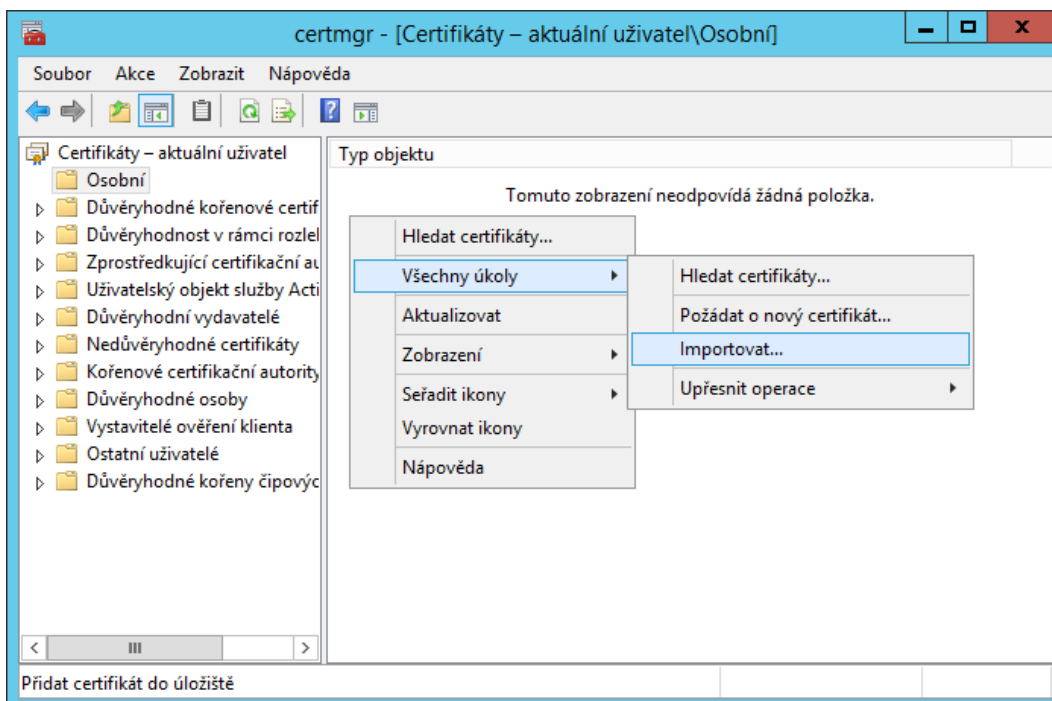 certmgr - [Certifikáty – aktuální uživatel\Osobní]
Soubor Akce Zobrazit Nápověda
Certifikáty – aktuální uživatel
Osobní
Důvěryhodné kořenové certif
Důvěryhodnost v rámci rozle
Zprostředkující certifikační au
Uživatelský objekt služby Acti
Důvěryhodní vydavatelé
Nedůvěryhodné certifikáty
Kořenové certifikační autority
Důvěryhodné osoby
Vystavitelé ověření klienta
Ostatní uživatelé
Důvěryhodné kořeny čipovýc
Typ objektu
Tomuto zobrazení neodpovídá žádná položka.
Hledat certifikáty...
Všechny úkoly
Aktualizovat
Zobrazení
Seřadit ikony
Vyrovnat ikony
Nápověda
Hledat certifikáty...
Požádat o nový certifikát...
Importovat...
Upřesnit operace
Přidat certifikát do úložiště